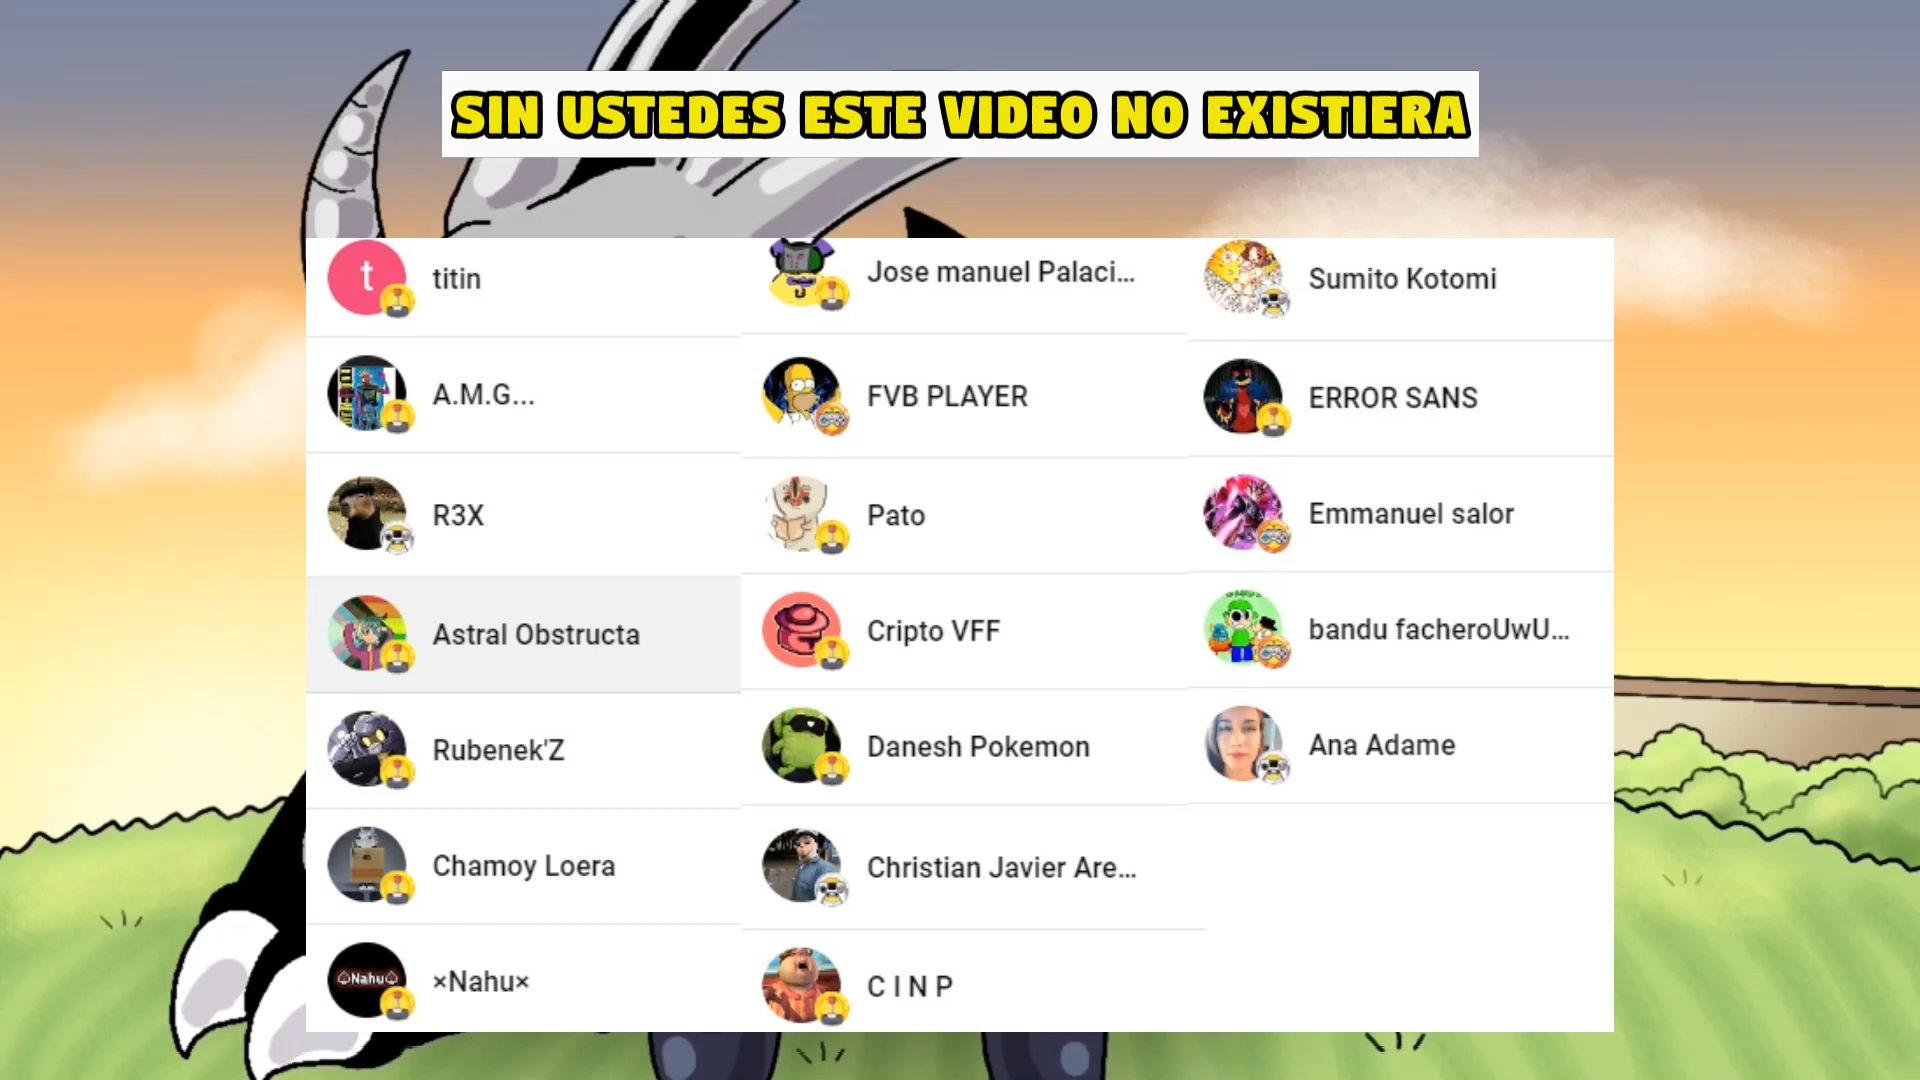 SIN USTEDES ESTE VIDEO NO EXISTIERA
t
titin
A.M.G...
R3X
Astral Obstructa
Rubenek'Z
Chamoy Loera
♤Nahu♤
×Nahu×
Jose manuel Palaci...
FVB PLAYER
Pato
Cripto VFF
Danesh Pokemon
Christian Javier Are...
C I N P
Sumito Kotomi
ERROR SANS
Emmanuel salor
bandu facheroUwU...
Ana Adame